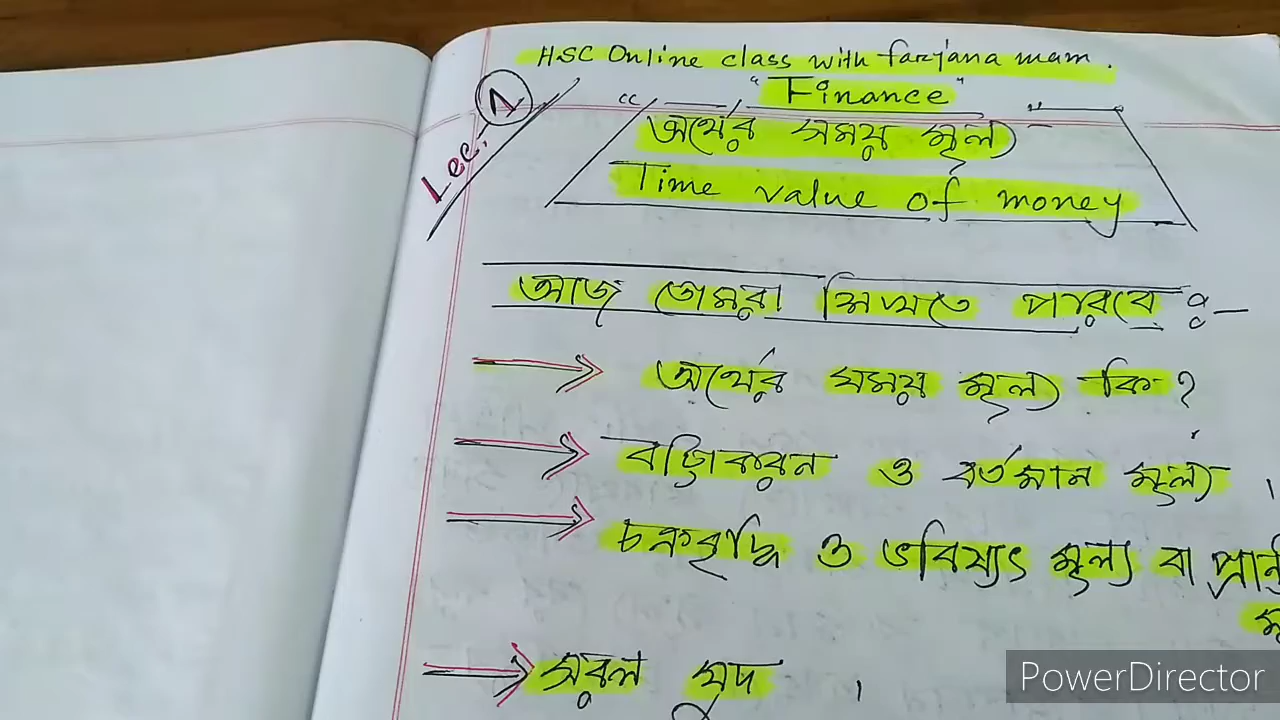 HSC Online class with farjana mam.
"Finance"
Lec. 1
অর্থের সময় মূল্য
Time value of money
আজ তোমরা শিখতে পারবে :-
অর্থের সময় মূল্য কি?
বাট্টাকরন ও বর্তমান মূল্য ।
চক্রবৃদ্ধি ও ভবিষ্যৎ মূল্য বা
সরল সুদ ।
PowerDirector